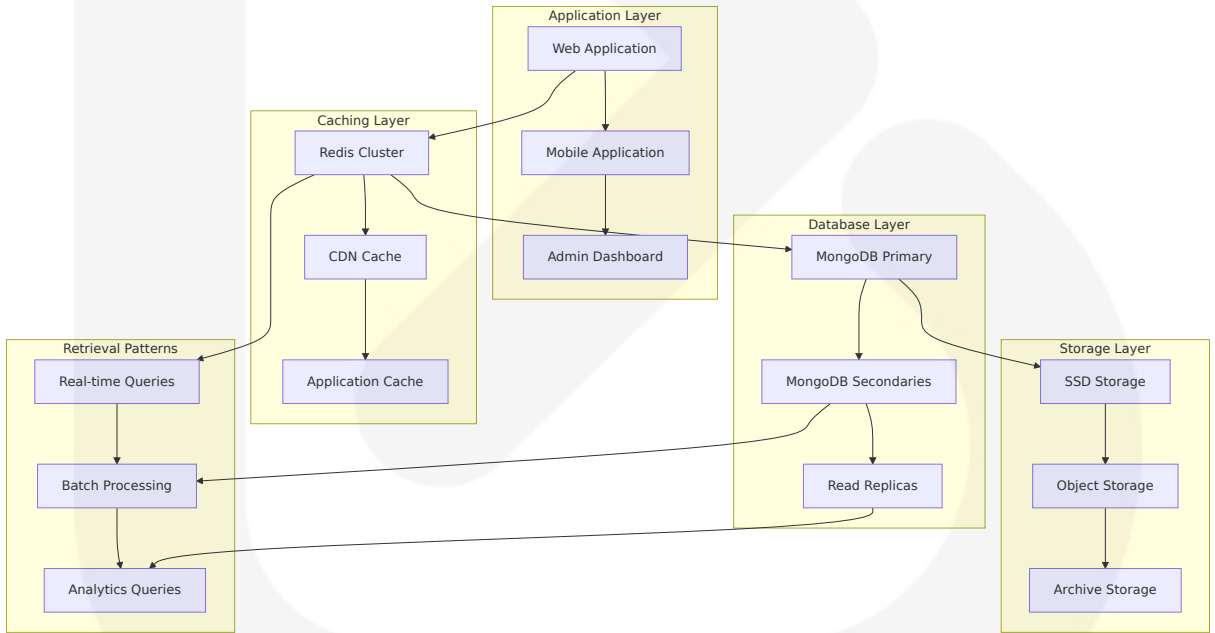 Application Layer
Web Application
Mobile Application
Admin Dashboard
Caching Layer
Redis Cluster
CDN Cache
Application Cache
Database Layer
MongoDB Primary
MongoDB Secondaries
Read Replicas
Retrieval Patterns
Real-time Queries
Batch Processing
Analytics Queries
Storage Layer
SSD Storage
Object Storage
Archive Storage